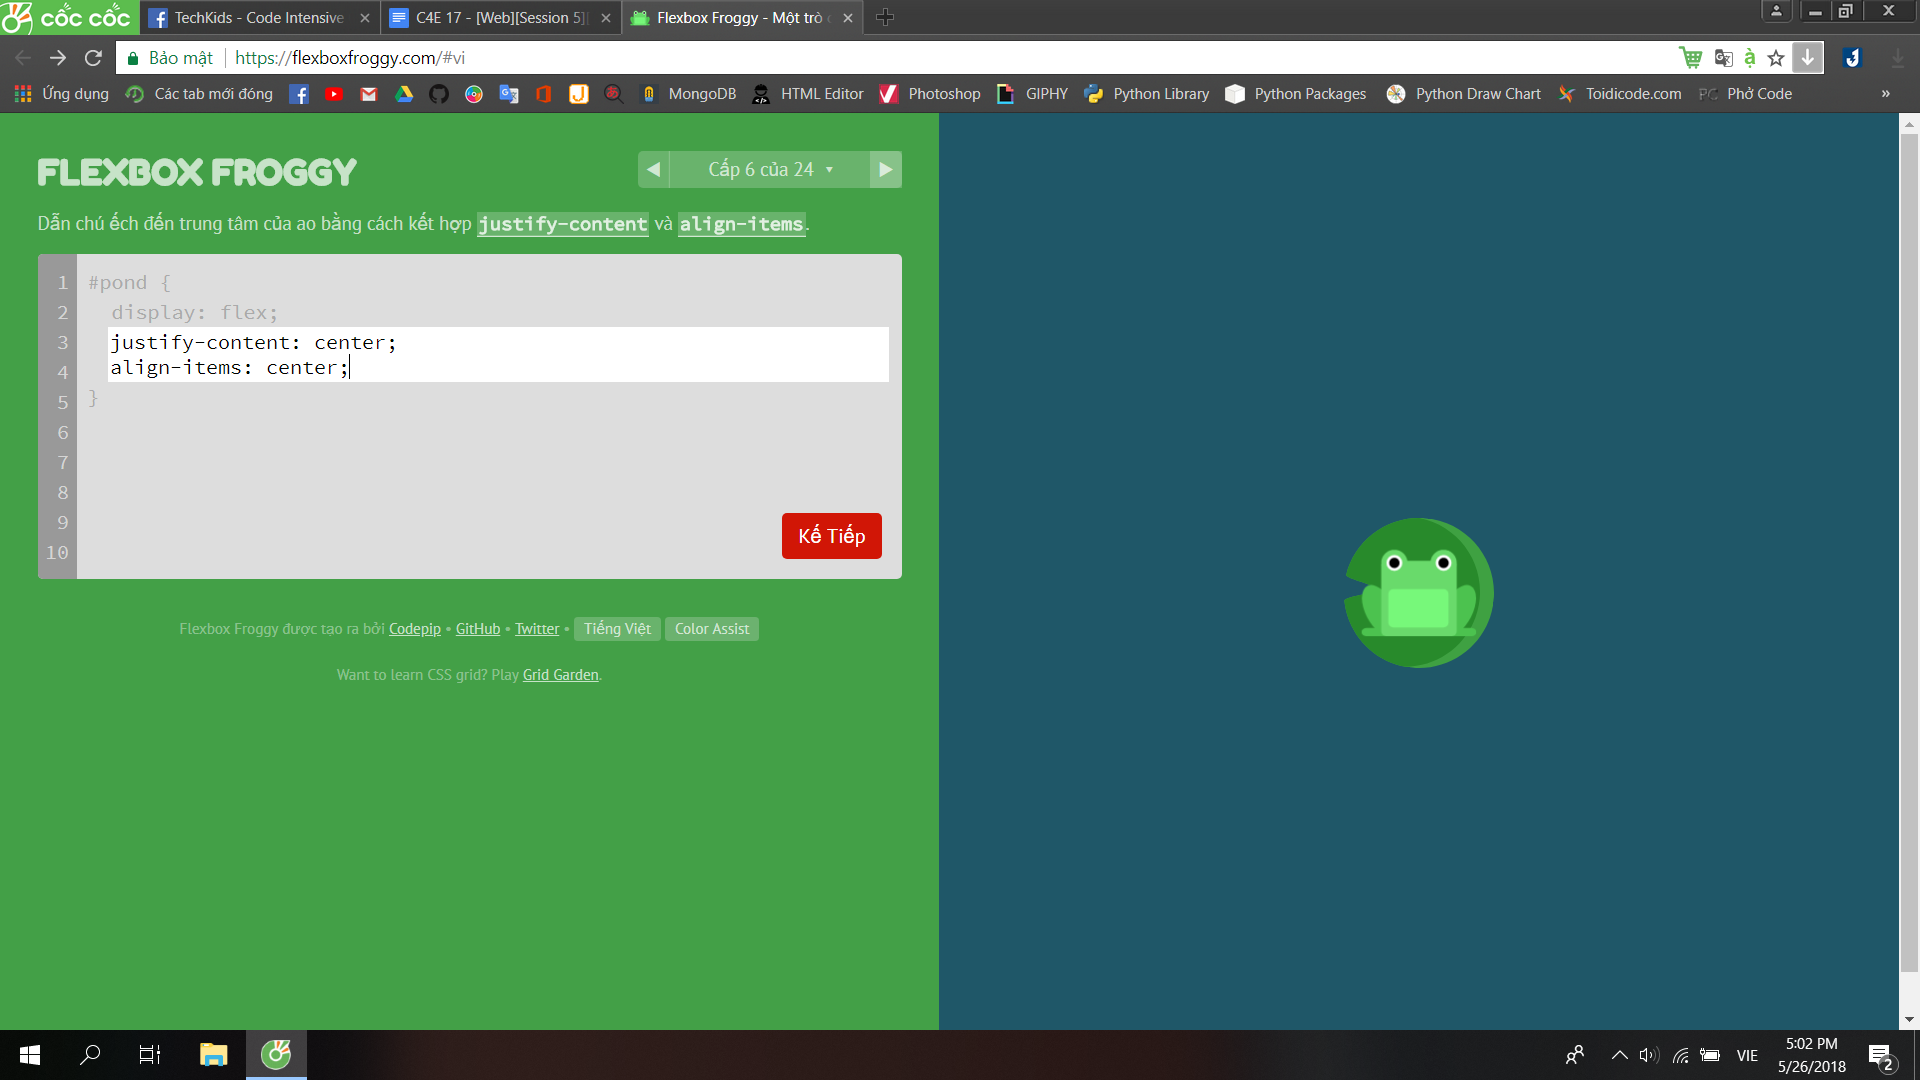 CỐC CỐC
TechKids - Code Intensive
C4E 17 - [Web][Session 5]
Flexbox Froggy - Một trò
Bảo mật
https://flexboxfroggy.com/#vi
Ứng dụng
Các tab mới đóng
MongoDB
HTML Editor
Photoshop
GIPHY
Python Library
Python Packages
Python Draw Chart
Toidicode.com
PC
Phở Code
»
FLEXBOX FROGGY
◀ Cấp 6 của 24 ▾ ▶
Dẫn chú ếch đến trung tâm của ao bằng cách kết hợp justify-content và align-items.
1 #pond {
2 display: flex;
3 justify-content: center;
4 align-items: center;
5 }
6
7
8
9
10
Kế Tiếp
Flexbox Froggy được tạo ra bởi Codepip • GitHub • Twitter • Tiếng Việt Color Assist
Want to learn CSS grid? Play Grid Garden.
VIE
5:02 PM
5/26/2018
2